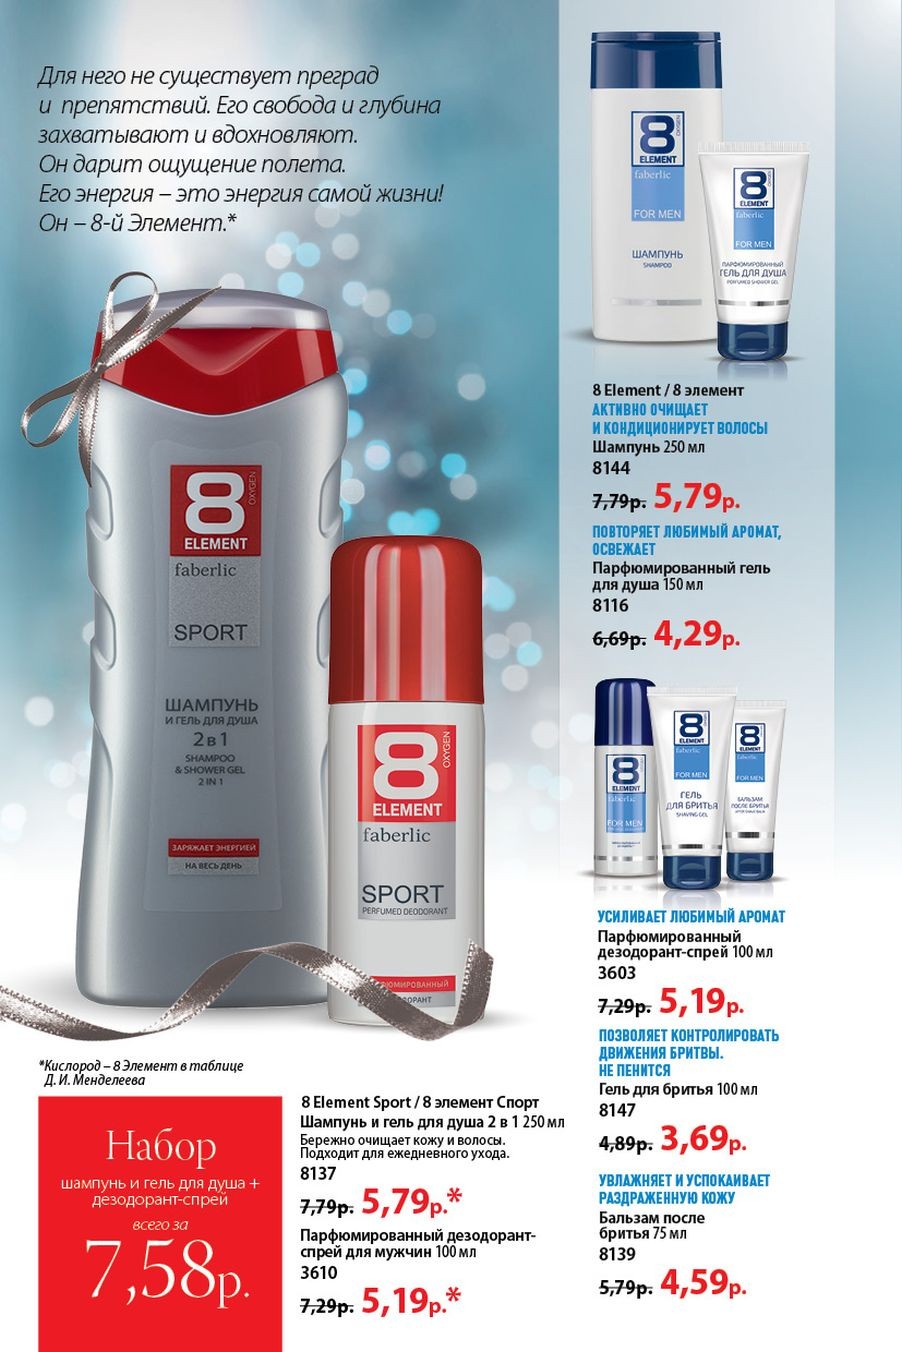 Для него не существует преград
и препятствий. Его свобода и глубина
захватывают и вдохновляют.
Он дарит ощущение полета.
Его энергия – это энергия самой жизни!
Он – 8-й Элемент.*
8
OXYGEN
ELEMENT
faberlic
FOR MEN
ШАМПУНЬ
SHAMPOO
8
ELEMENT
faberlic
FOR MEN
ПАРФЮМИРОВАННЫЙ
ГЕЛЬ ДЛЯ ДУША
PERFUMED SHOWER GEL
8 Element / 8 элемент
АКТИВНО ОЧИЩАЕТ
И КОНДИЦИОНИРУЕТ ВОЛОСЫ
Шампунь 250 мл
8144
7,79р. 5,79р.
ПОВТОРЯЕТ ЛЮБИМЫЙ АРОМАТ,
ОСВЕЖАЕТ
Парфюмированный гель
для душа 150 мл
8116
6,69р. 4,29р.
8
OXYGEN
ELEMENT
faberlic
SPORT
ШАМПУНЬ
И ГЕЛЬ ДЛЯ ДУША
2 в 1
SHAMPOO
& SHOWER GEL
2 IN 1
ЗАРЯЖАЕТ ЭНЕРГИЕЙ
НА ВЕСЬ ДЕНЬ
8
OXYGEN
ELEMENT
faberlic
SPORT
PERFUMED DEODORANT
8
ELEMENT
faberlic
FOR MEN
8
ELEMENT
faberlic
FOR MEN
ГЕЛЬ
ДЛЯ БРИТЬЯ
SHAVING GEL
8
ELEMENT
faberlic
FOR MEN
БАЛЬЗАМ
ПОСЛЕ БРИТЬЯ
AFTER SHAVE BALM
УСИЛИВАЕТ ЛЮБИМЫЙ АРОМАТ
Парфюмированный
дезодорант-спрей 100 мл
3603
7,29р. 5,19р.
ПОЗВОЛЯЕТ КОНТРОЛИРОВАТЬ
ДВИЖЕНИЯ БРИТВЫ.
НЕ ПЕНИТСЯ
Гель для бритья 100 мл
8147
4,89р. 3,69р.
УВЛАЖНЯЕТ И УСПОКАИВАЕТ
РАЗДРАЖЕННУЮ КОЖУ
Бальзам после
бритья 75 мл
8139
5,79р. 4,59р.
*Кислород – 8 Элемент в таблице
Д. И. Менделеева
Набор
шампунь и гель для душа +
дезодорант-спрей
всего за
7,58р.
8 Element Sport / 8 элемент Спорт
Шампунь и гель для душа 2 в 1 250 мл
Бережно очищает кожу и волосы.
Подходит для ежедневного ухода.
8137
7,79р. 5,79р.*
Парфюмированный дезодорант-
спрей для мужчин 100 мл
3610
7,29р. 5,19р.*